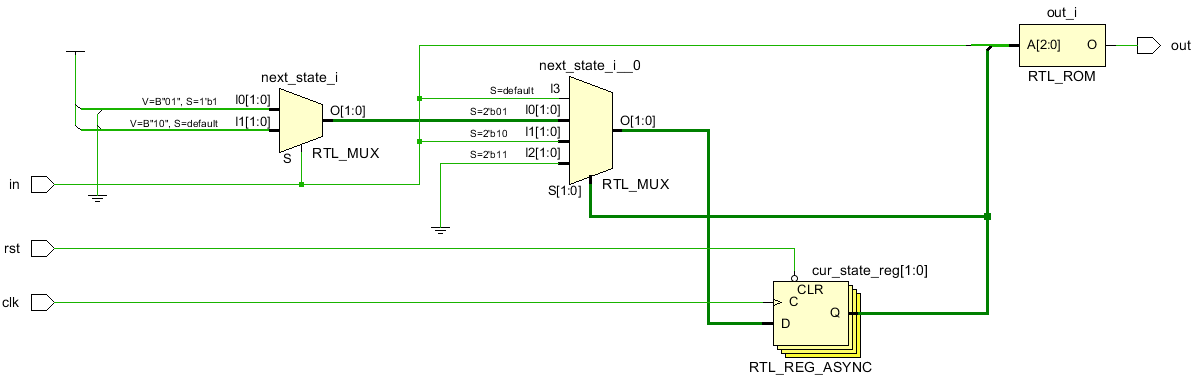 out_i
A[2:0] O
out
RTL_ROM
next_state_i
V=B"01", S=1'b1 I0[1:0]
V=B"10", S=default I1[1:0]
O[1:0]
S
RTL_MUX
next_state_i__0
S=default I3
S=2'b01 I0[1:0]
S=2'b10 I1[1:0]
S=2'b11 I2[1:0]
O[1:0]
S[1:0]
RTL_MUX
in
rst
clk
cur_state_reg[1:0]
CLR
C
Q
D
RTL_REG_ASYNC